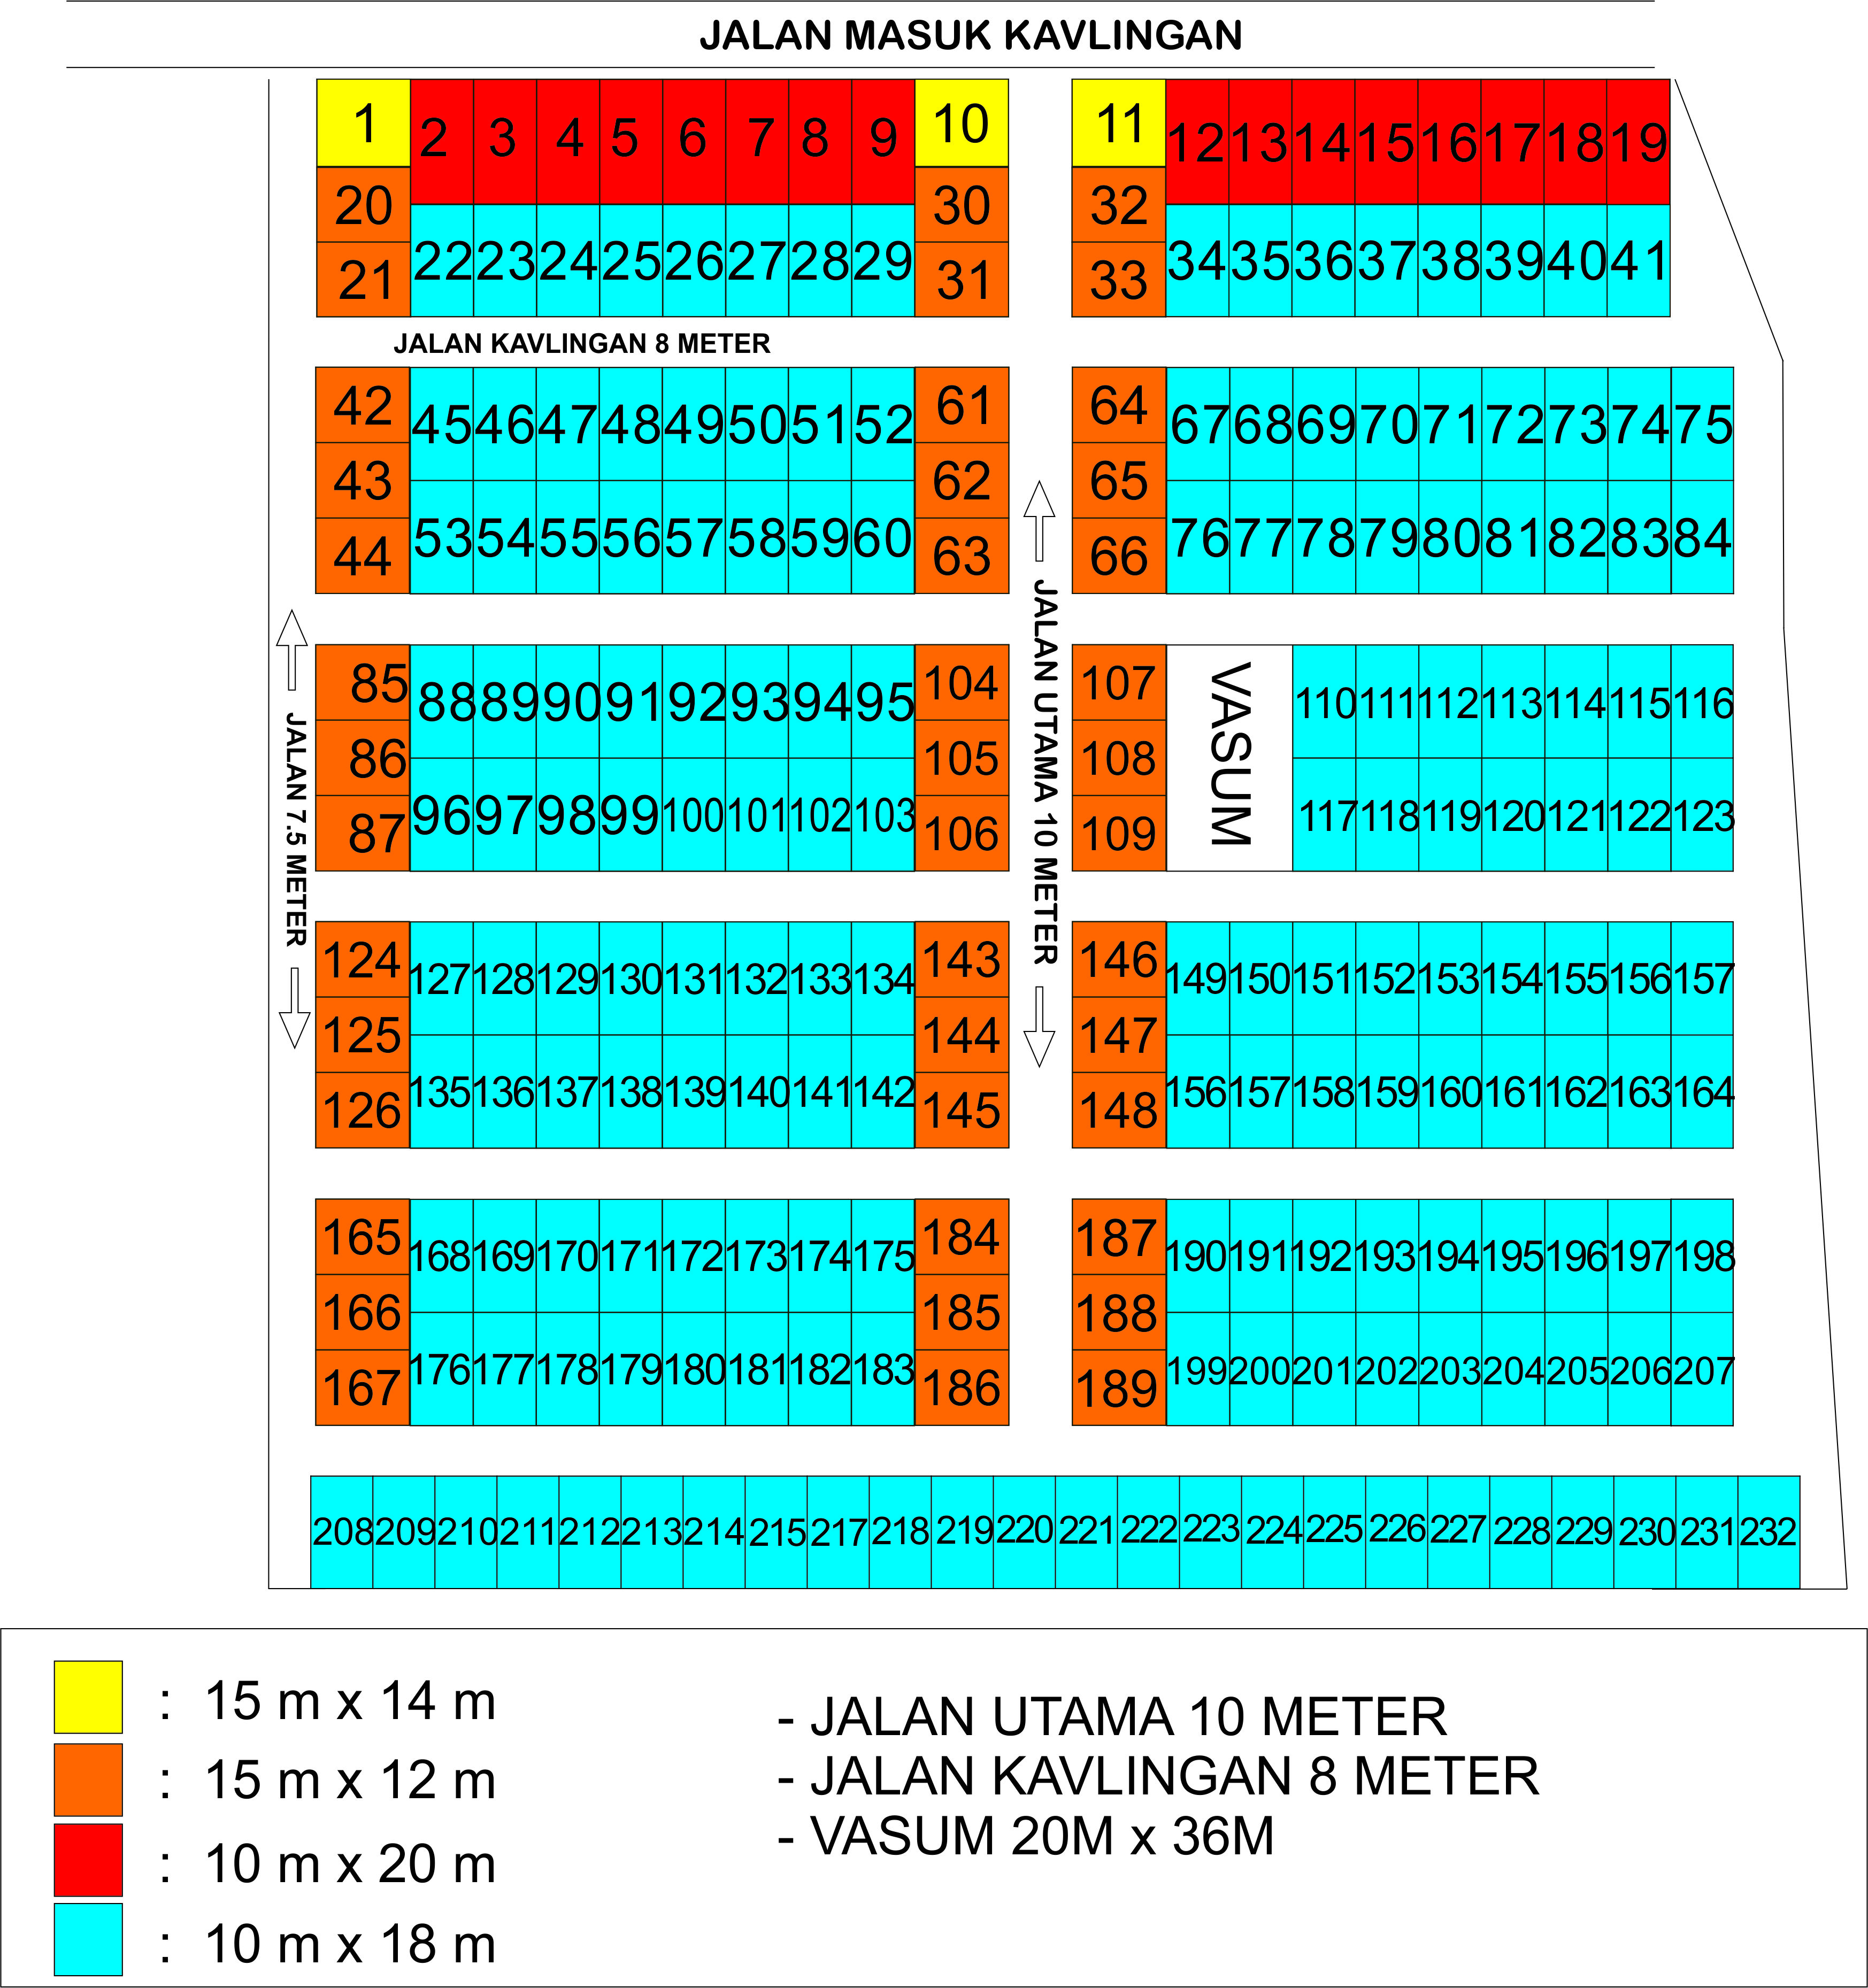 JALAN MASUK KAVLINGAN
1 2 3 4 5 6 7 8 9 10 11 12 13 14 15 16 17 18 19
20 30 32
22 23 24 25 26 27 28 29 34 35 36 37 38 39 40 41
21 31 33
JALAN KAVLINGAN 8 METER
42 61 64
45 46 47 48 49 50 51 52 67 68 69 70 71 72 73 74 75
43 62 65
53 54 55 56 57 58 59 60 76 77 78 79 80 81 82 83 84
44 63 66
JALAN 7.5 METER
JALAN UTAMA 10 METER
85 104 107
88 89 90 91 92 93 94 95 110 111 112 113 114 115 116
86 105 108
VASUM
96 97 98 99 100 101 102 103 117 118 119 120 121 122 123
87 106 109
124 143 146
127 128 129 130 131 132 133 134 149 150 151 152 153 154 155 156 157
125 144 147
135 136 137 138 139 140 141 142 156 157 158 159 160 161 162 163 164
126 145 148
165 184 187
168 169 170 171 172 173 174 175 190 191 192 193 194 195 196 197 198
166 185 188
176 177 178 179 180 181 182 183 199 200 201 202 203 204 205 206 207
167 186 189
208 209 210 211 212 213 214 215 217 218 219 220 221 222 223 224 225 226 227 228 229 230 231 232
: 15 m x 14 m
: 15 m x 12 m
: 10 m x 20 m
: 10 m x 18 m
- JALAN UTAMA 10 METER
- JALAN KAVLINGAN 8 METER
- VASUM 20M x 36M